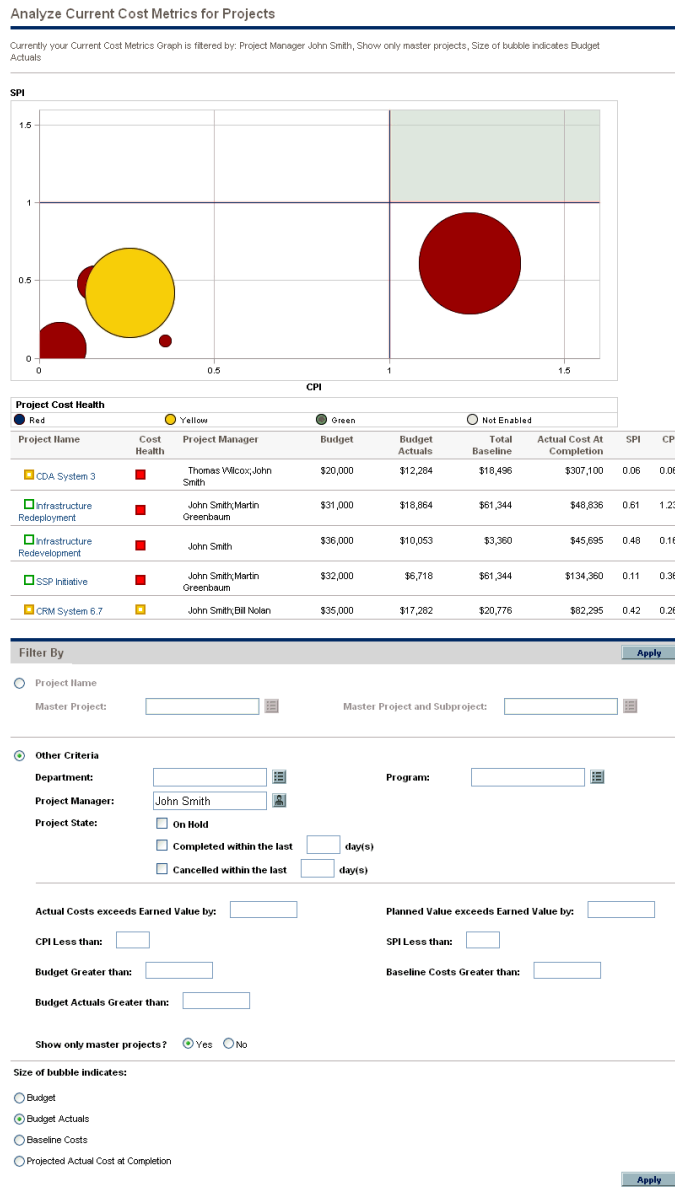 Analyze Current Cost Metrics for Projects
Currently your Current Cost Metrics Graph is filtered by: Project Manager John Smith, Show only master projects, Size of bubble indicates Budget
Actuals
SPI
1.5
1
0.5
0
0 0.5 1 1.5
CPI
Project Cost Health
Red Yellow Green Not Enabled
Project Name Cost Health Project Manager Budget Budget Actuals Total Baseline Actual Cost At Completion SPI CP
CDA System 3 Thomas Wilcox;John Smith $20,000 $12,284 $18,496 $307,100 0.06 0.06
Infrastructure Redeployment John Smith;Martin Greenbaum $31,000 $18,864 $61,344 $48,836 0.61 1.23
Infrastructure Redevelopment John Smith $36,000 $10,053 $3,360 $45,695 0.48 0.16
SSP Initiative John Smith;Martin Greenbaum $32,000 $6,718 $61,344 $134,360 0.11 0.36
CRM System 6.7 John Smith;Bill Nolan $35,000 $17,282 $20,776 $82,295 0.42 0.26
Filter By Apply
Project Name
Master Project: Master Project and Subproject:
Other Criteria
Department: Program:
Project Manager: John Smith
Project State: On Hold
Completed within the last day(s)
Cancelled within the last day(s)
Actual Costs exceeds Earned Value by: Planned Value exceeds Earned Value by:
CPI Less than: SPI Less than:
Budget Greater than: Baseline Costs Greater than:
Budget Actuals Greater than:
Show only master projects? Yes No
Size of bubble indicates:
Budget
Budget Actuals
Baseline Costs
Projected Actual Cost at Completion
Apply